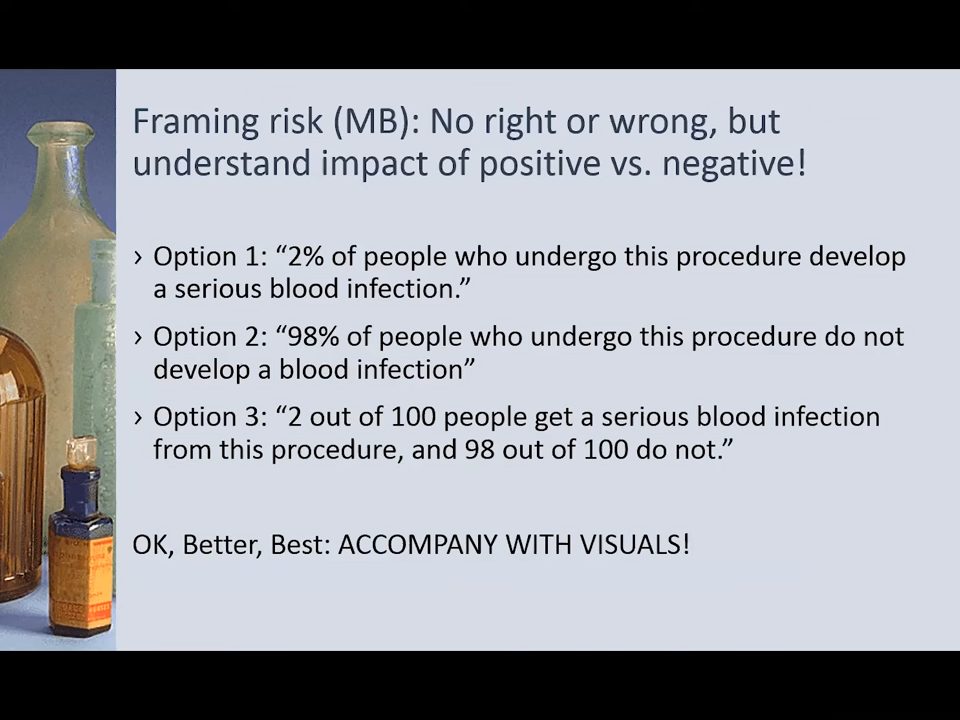 Framing risk (MB): No right or wrong, but
understand impact of positive vs. negative!
› Option 1: “2% of people who undergo this procedure develop
a serious blood infection.”
› Option 2: “98% of people who undergo this procedure do not
develop a blood infection”
› Option 3: “2 out of 100 people get a serious blood infection
from this procedure, and 98 out of 100 do not.”
OK, Better, Best: ACCOMPANY WITH VISUALS!